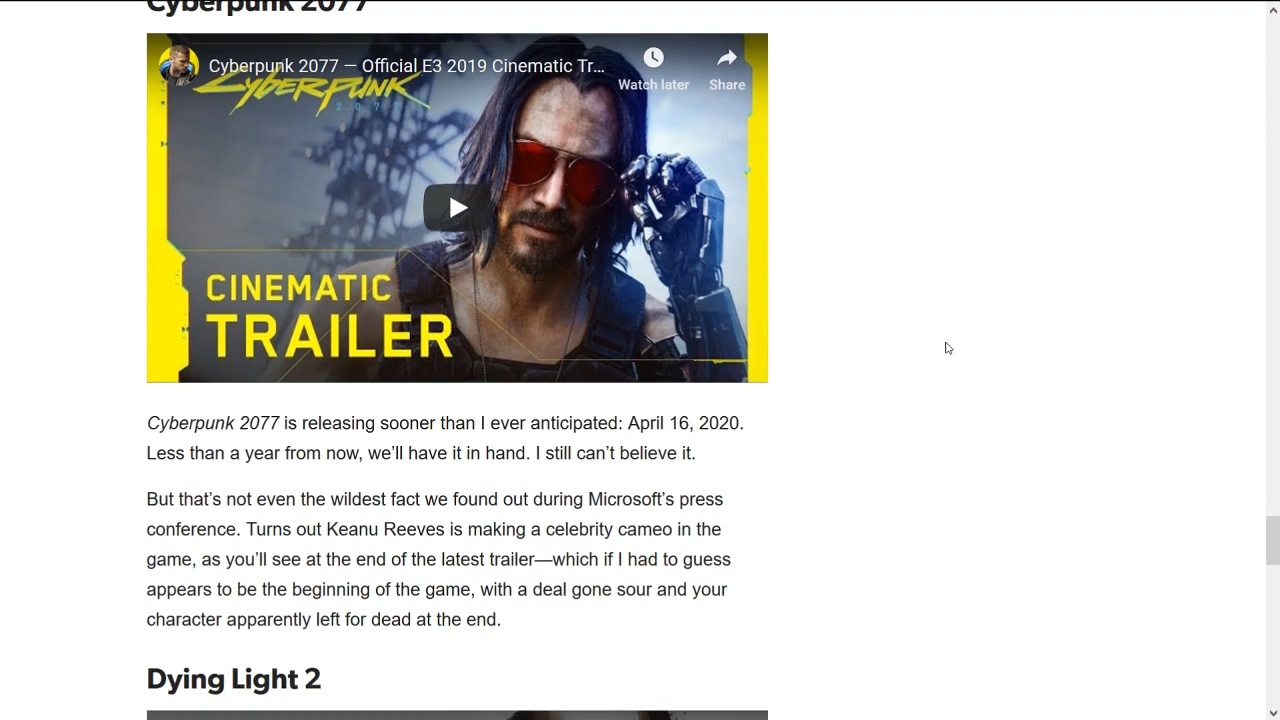 Cyberpunk 2077
Cyberpunk 2077 — Official E3 2019 Cinematic Tr...
Watch later
Share
CYBERPUNK
2077
CINEMATIC
TRAILER
Cyberpunk 2077 is releasing sooner than I ever anticipated: April 16, 2020.
Less than a year from now, we’ll have it in hand. I still can’t believe it.
But that’s not even the wildest fact we found out during Microsoft’s press
conference. Turns out Keanu Reeves is making a celebrity cameo in the
game, as you’ll see at the end of the latest trailer—which if I had to guess
appears to be the beginning of the game, with a deal gone sour and your
character apparently left for dead at the end.
Dying Light 2